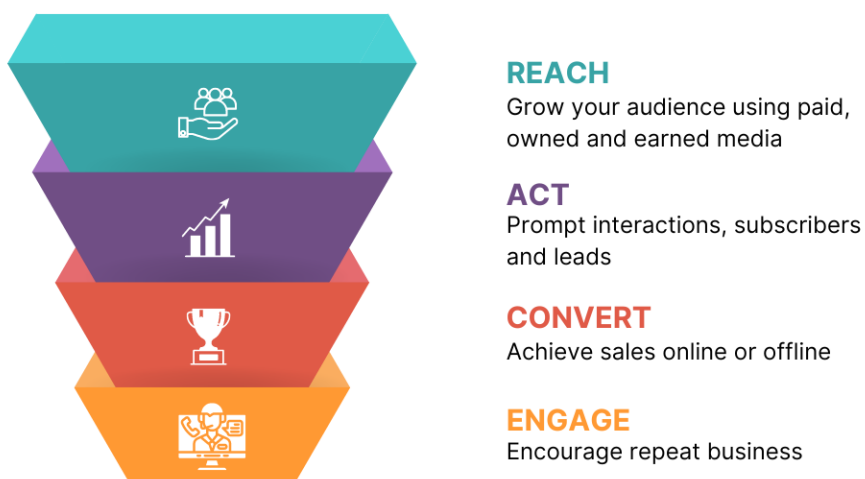 REACH
Grow your audience using paid,
owned and earned media
ACT
Prompt interactions, subscribers
and leads
CONVERT
Achieve sales online or offline
ENGAGE
Encourage repeat business